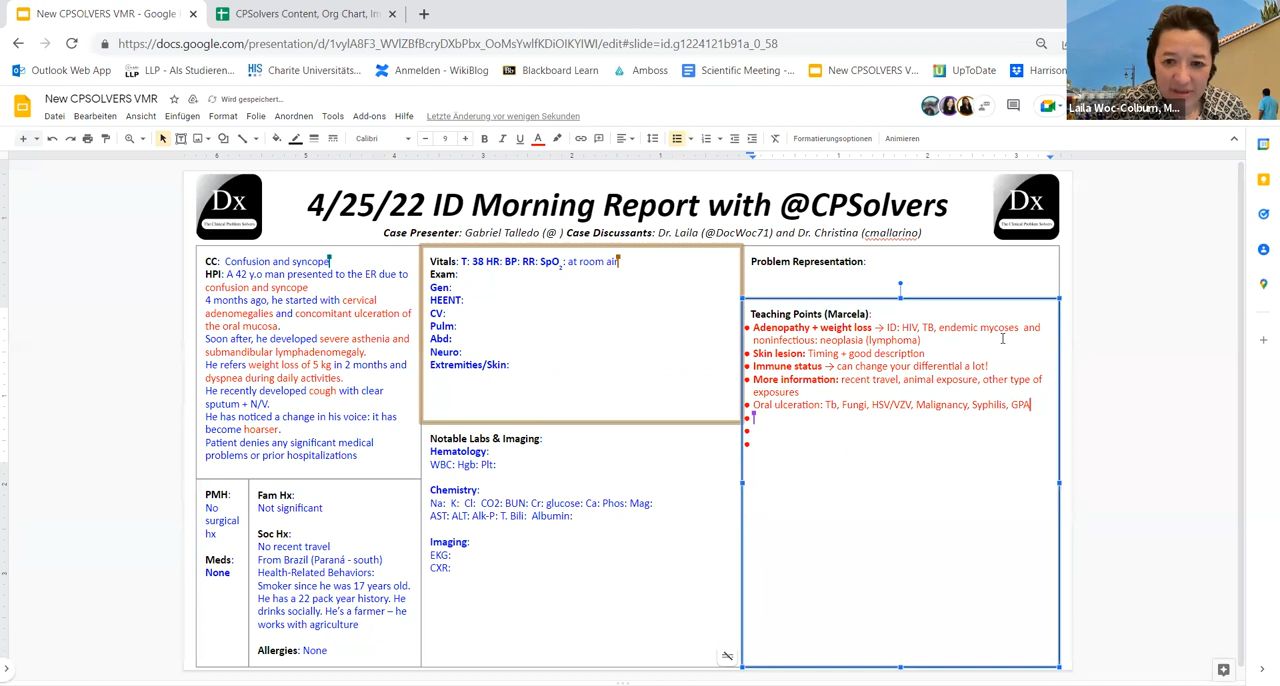 New CPSOLVERS VMR - Google
CPSolvers Content, Org Chart, Im
https://docs.google.com/presentation/d/1vylA8F3_WVlZBfBcryDXbPbx_OoMsYwlfKDiOIKYIWI/edit#slide=id.g1224121b91a_0_58
Outlook Web App
LLP - Als Studieren...
Charite Universitäts...
Anmelden - WikiBlog
Blackboard Learn
Amboss
Scientific Meeting -...
New CPSOLVERS V...
UpToDate
Harrison
Laila Woc-Colburn, M...
New CPSOLVERS VMR
Wird gespeichert...
Datei Bearbeiten Ansicht Einfügen Format Folie Anordnen Tools Add-ons Hilfe
Letzte Änderung vor wenigen Sekunden
Calibri
9
Formatierungsoptionen
Animieren
Dx
The Clinical Problem Solvers
4/25/22 ID Morning Report with @CPSolvers
Case Presenter: Gabriel Talledo (@ ) Case Discussants: Dr. Laila (@DocWoc71) and Dr. Christina (cmallarino)
Dx
The Clinical Problem Solvers
CC: Confusion and syncope
HPI: A 42 y.o man presented to the ER due to
confusion and syncope
4 months ago, he started with cervical
adenomegalies and concomitant ulceration of
the oral mucosa.
Soon after, he developed severe asthenia and
submandibular lymphadenomegaly.
He refers weight loss of 5 kg in 2 months and
dyspnea during daily activities.
He recently developed cough with clear
sputum + N/V.
He has noticed a change in his voice: it has
become hoarser.
Patient denies any significant medical
problems or prior hospitalizations
PMH:
No
surgical
hx
Meds:
None
Fam Hx:
Not significant
Soc Hx:
No recent travel
From Brazil (Paraná - south)
Health-Related Behaviors:
Smoker since he was 17 years old.
He has a 22 pack year history. He
drinks socially. He's a farmer – he
works with agriculture
Allergies: None
Vitals: T: 38 HR: BP: RR: SpO2: at room air
Exam:
Gen:
HEENT:
CV:
Pulm:
Abd:
Neuro:
Extremities/Skin:
Notable Labs & Imaging:
Hematology:
WBC: Hgb: Plt:
Chemistry:
Na: K: Cl: CO2: BUN: Cr: glucose: Ca: Phos: Mag:
AST: ALT: Alk-P: T. Bili: Albumin:
Imaging:
EKG:
CXR:
Problem Representation:
Teaching Points (Marcela):
Adenopathy + weight loss → ID: HIV, TB, endemic mycoses and
noninfectious: neoplasia (lymphoma)
Skin lesion: Timing + good description
Immune status → can change your differential a lot!
More information: recent travel, animal exposure, other type of
exposures
Oral ulceration: Tb, Fungi, HSV/VZV, Malignancy, Syphilis, GPA